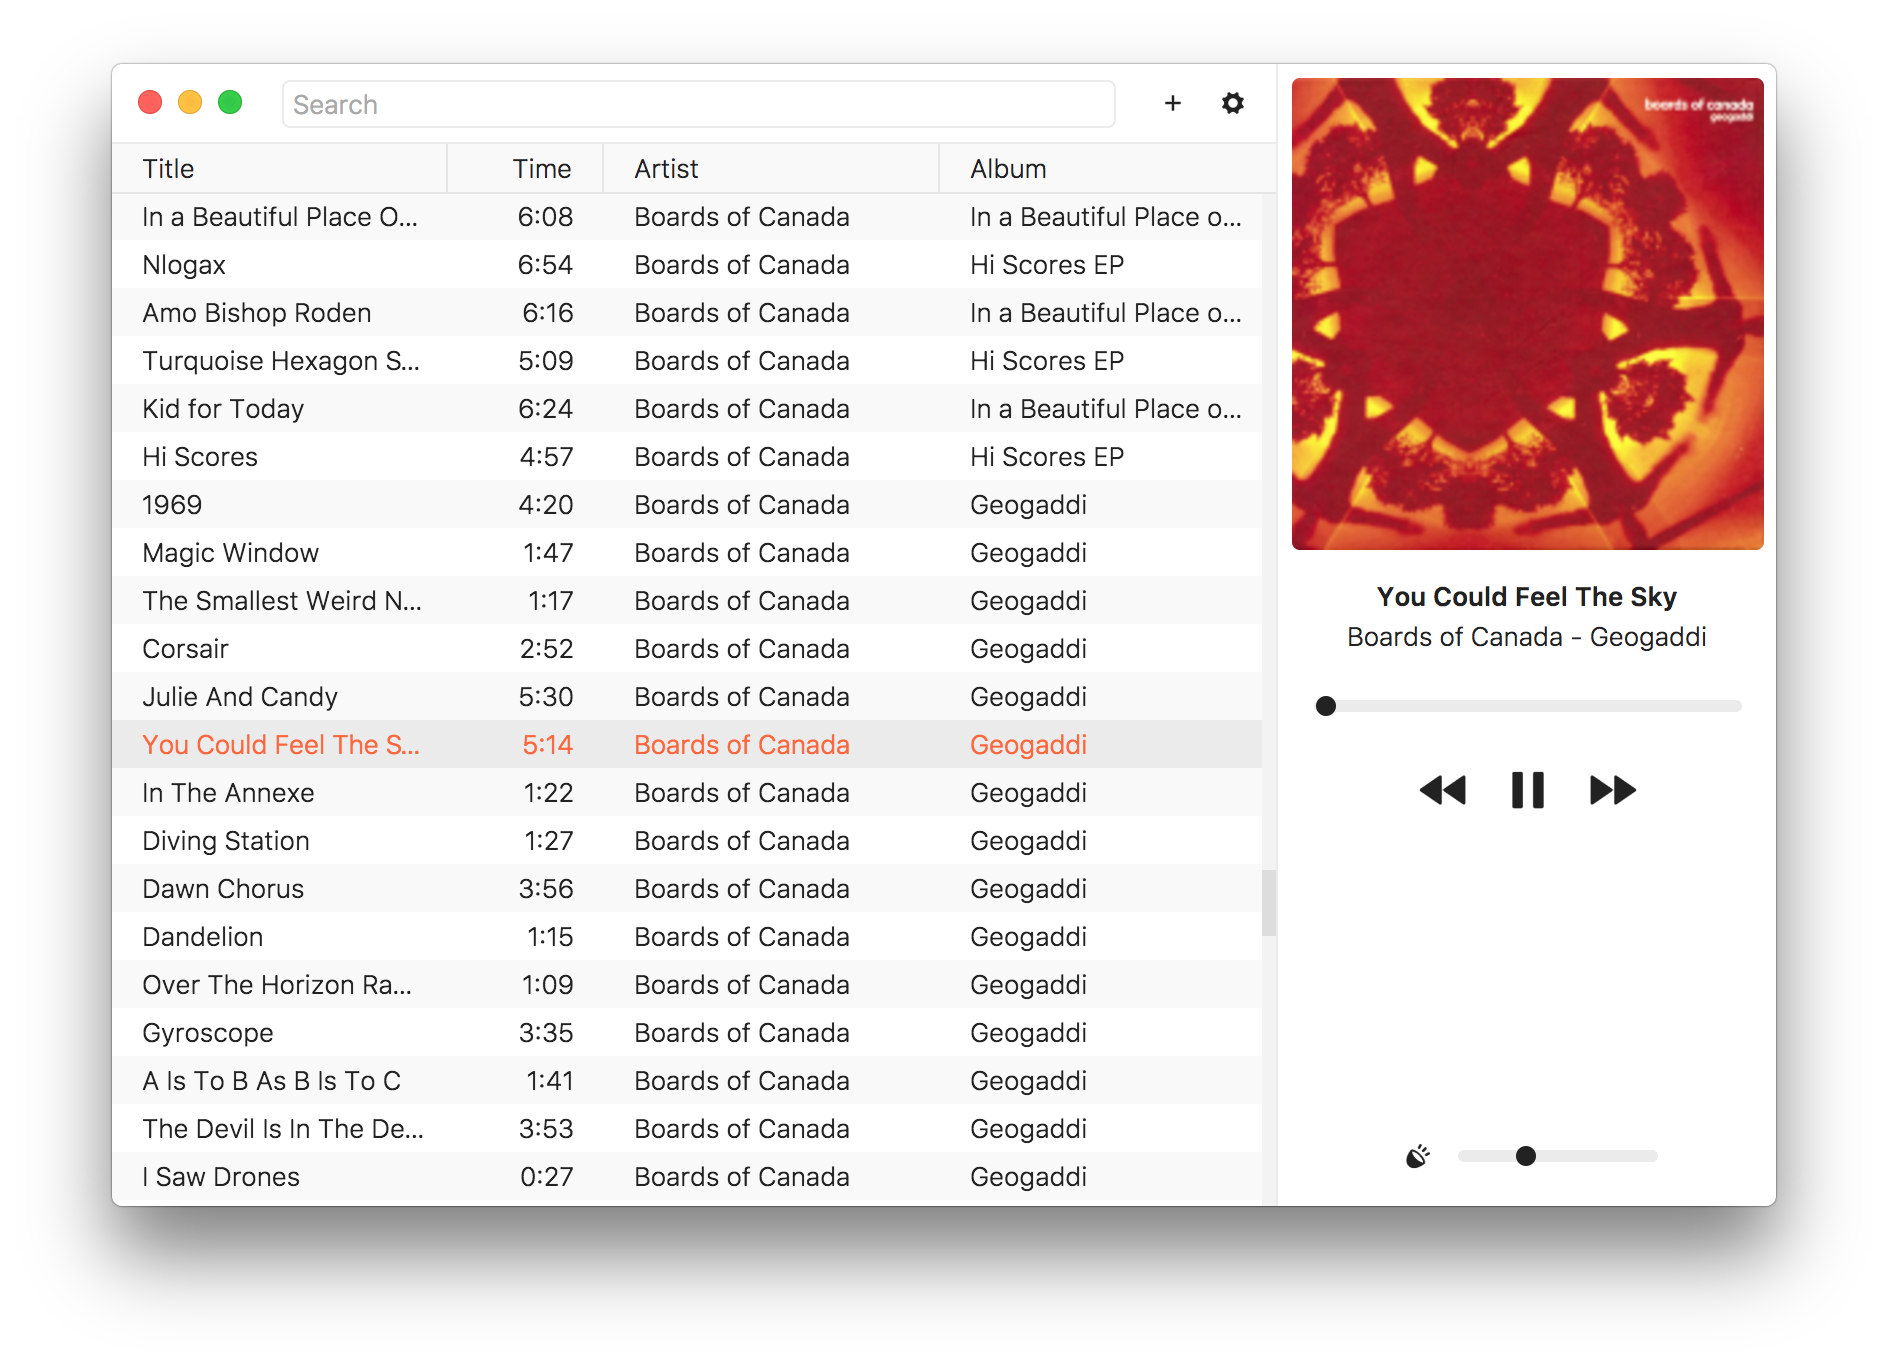 Search
Title Time Artist Album
In a Beautiful Place O... 6:08 Boards of Canada In a Beautiful Place o...
Nlogax 6:54 Boards of Canada Hi Scores EP
Amo Bishop Roden 6:16 Boards of Canada In a Beautiful Place o...
Turquoise Hexagon S... 5:09 Boards of Canada Hi Scores EP
Kid for Today 6:24 Boards of Canada In a Beautiful Place o...
Hi Scores 4:57 Boards of Canada Hi Scores EP
1969 4:20 Boards of Canada Geogaddi
Magic Window 1:47 Boards of Canada Geogaddi
The Smallest Weird N... 1:17 Boards of Canada Geogaddi
Corsair 2:52 Boards of Canada Geogaddi
Julie And Candy 5:30 Boards of Canada Geogaddi
You Could Feel The S... 5:14 Boards of Canada Geogaddi
In The Annexe 1:22 Boards of Canada Geogaddi
Diving Station 1:27 Boards of Canada Geogaddi
Dawn Chorus 3:56 Boards of Canada Geogaddi
Dandelion 1:15 Boards of Canada Geogaddi
Over The Horizon Ra... 1:09 Boards of Canada Geogaddi
Gyroscope 3:35 Boards of Canada Geogaddi
A Is To B As B Is To C 1:41 Boards of Canada Geogaddi
The Devil Is In The De... 3:53 Boards of Canada Geogaddi
I Saw Drones 0:27 Boards of Canada Geogaddi
boards of canada
geogaddi
You Could Feel The Sky
Boards of Canada - Geogaddi